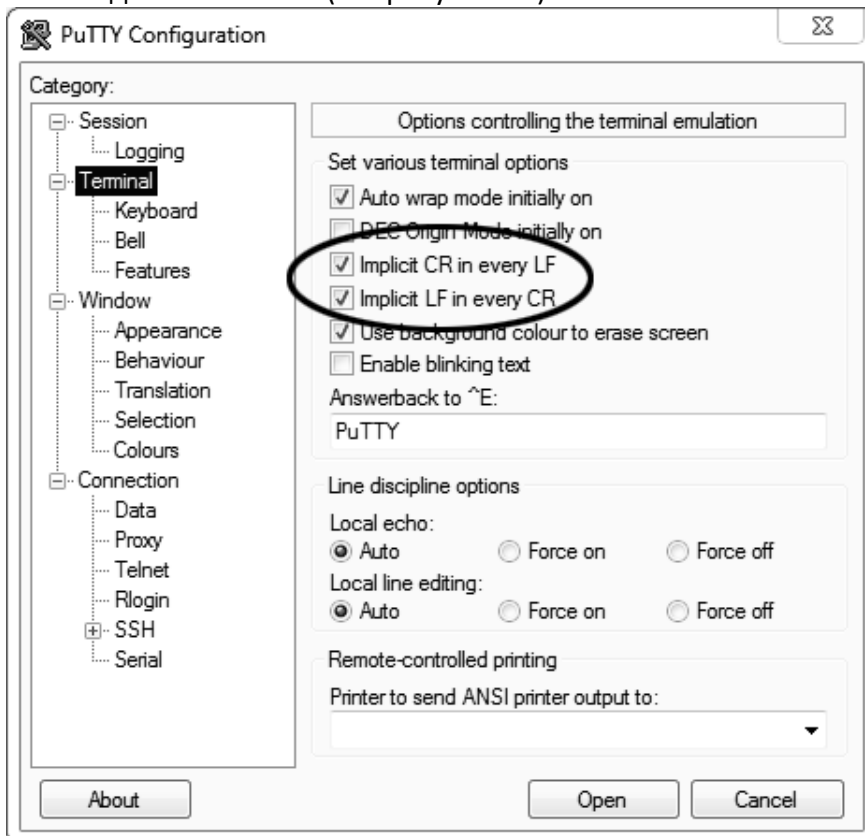 PuTTY Configuration
Category:
Session
Logging
Terminal
Keyboard
Bell
Features
Window
Appearance
Behaviour
Translation
Selection
Colours
Connection
Data
Proxy
Telnet
Rlogin
SSH
Serial
Options controlling the terminal emulation
Set various terminal options
Auto wrap mode initially on
DEC Origin Mode initially on
Implicit CR in every LF
Implicit LF in every CR
Use background colour to erase screen
Enable blinking text
Answerback to ^E:
PuTTY
Line discipline options
Local echo:
Auto Force on Force off
Local line editing:
Auto Force on Force off
Remote-controlled printing
Printer to send ANSI printer output to:
About Open Cancel